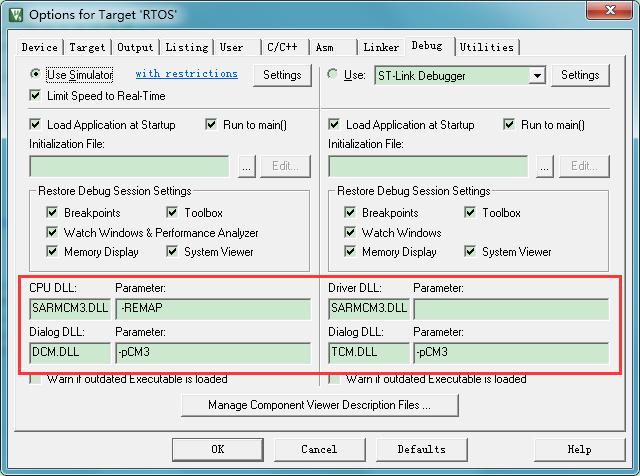 Options for Target 'RTOS'
Device Target Output Listing User C/C++ Asm Linker Debug Utilities
Use Simulator with restrictions Settings
Limit Speed to Real-Time
Load Application at Startup Run to main()
Initialization File:
... Edit...
Restore Debug Session Settings
Breakpoints Toolbox
Watch Windows & Performance Analyzer
Memory Display System Viewer
CPU DLL: Parameter:
SARMCM3.DLL -REMAP
Dialog DLL: Parameter:
DCM.DLL -pCM3
Warn if outdated Executable is loaded
Use: ST-Link Debugger Settings
Load Application at Startup Run to main()
Initialization File:
... Edit...
Restore Debug Session Settings
Breakpoints Toolbox
Watch Windows
Memory Display System Viewer
Driver DLL: Parameter:
SARMCM3.DLL
Dialog DLL: Parameter:
TCM.DLL -pCM3
Warn if outdated Executable is loaded
Manage Component Viewer Description Files ...
OK Cancel Defaults Help